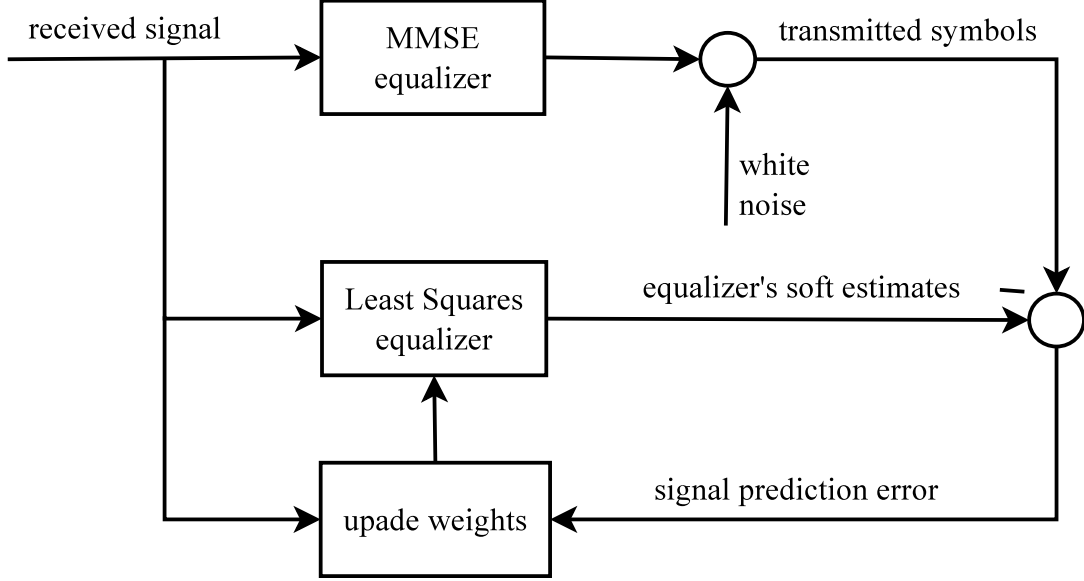 received signal
MMSE
equalizer
transmitted symbols
white
noise
Least Squares
equalizer
equalizer's soft estimates
upade weights
signal prediction error